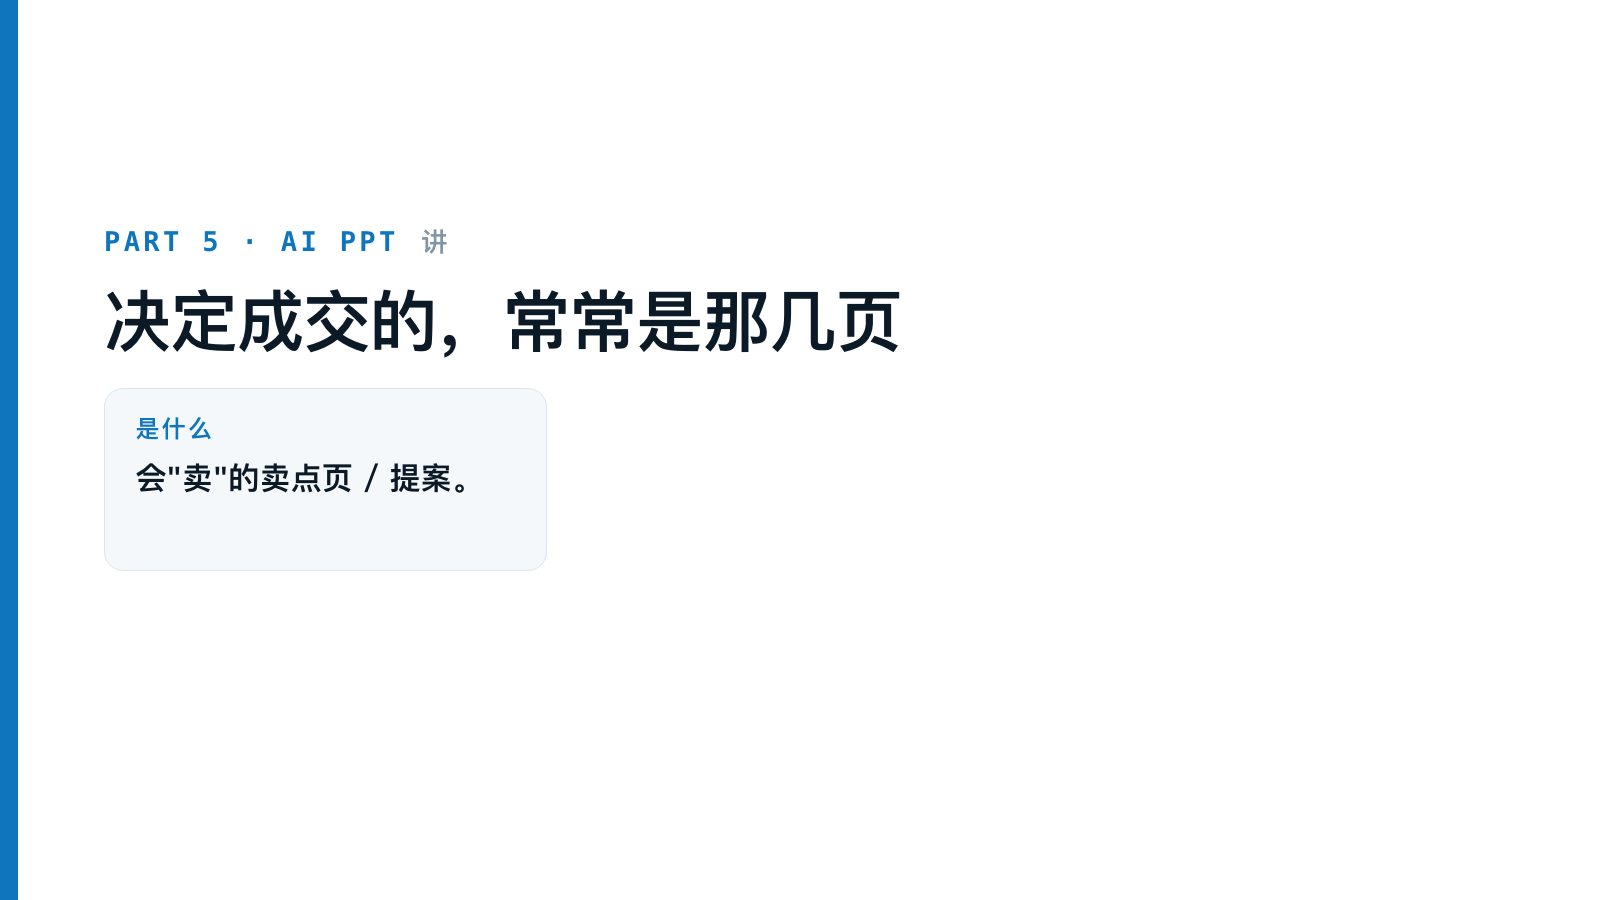 PART 5 · AI PPT 讲
决定成交的，常常是那几页
是什么
会"卖"的卖点页 / 提案。